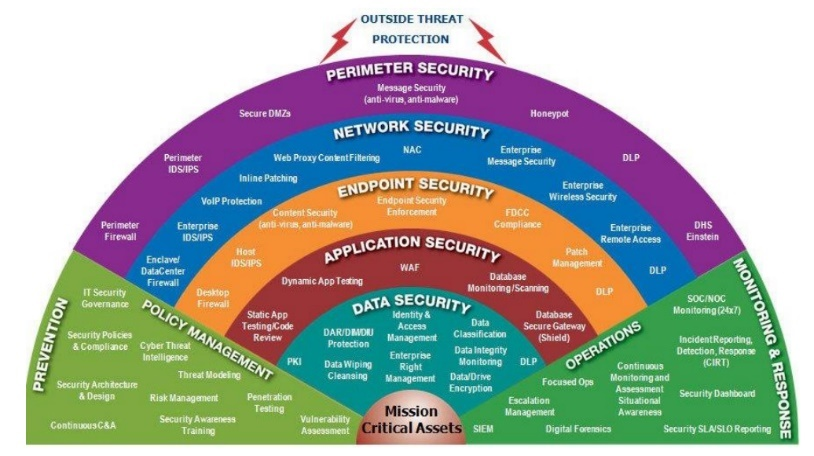 OUTSIDE THREAT
PROTECTION
PERIMETER SECURITY
Message Security
(anti-virus, anti-malware)
Secure DMZs
Honeypot
Perimeter
IDS/IPS
DLP
Perimeter
Firewall
DHS
Einstein
NETWORK SECURITY
NAC
Web Proxy Content Filtering
Enterprise
Message Security
Inline Patching
Enterprise
Wireless Security
VoIP Protection
Enterprise
IDS/IPS
Enterprise
Remote Access
Enclave/
DataCenter
Firewall
DLP
ENDPOINT SECURITY
Endpoint Security
Enforcement
Content Security
(anti-virus, anti-malware)
FDCC
Compliance
Host
IDS/IPS
Patch
Management
Desktop
Firewall
DLP
APPLICATION SECURITY
WAF
Dynamic App Testing
Database
Monitoring/Scanning
Static App
Testing/Code
Review
Database
Secure Gateway
(Shield)
DATA SECURITY
Identity &
Access
Management
DAR/DIM/DIU
Protection
Data
Classification
PKI
Data Wiping
Cleansing
Enterprise
Right
Management
Data Integrity
Monitoring
DLP
Data/Drive
Encryption
Mission
Critical Assets
PREVENTION
POLICY MANAGEMENT
IT Security
Governance
Security Policies
& Compliance
Cyber Threat
Intelligence
Threat Modeling
Security Architecture
& Design
Risk Management
Penetration
Testing
Continuous C&A
Security Awareness
Training
Vulnerability
Assessment
OPERATIONS
MONITORING & RESPONSE
SOC/NOC
Monitoring (24x7)
Incident Reporting,
Detection, Response
(CIRT)
Focused Ops
Continuous
Monitoring and
Assessment
Situational
Awareness
Security Dashboard
Escalation
Management
SIEM
Digital Forensics
Security SLA/SLO Reporting